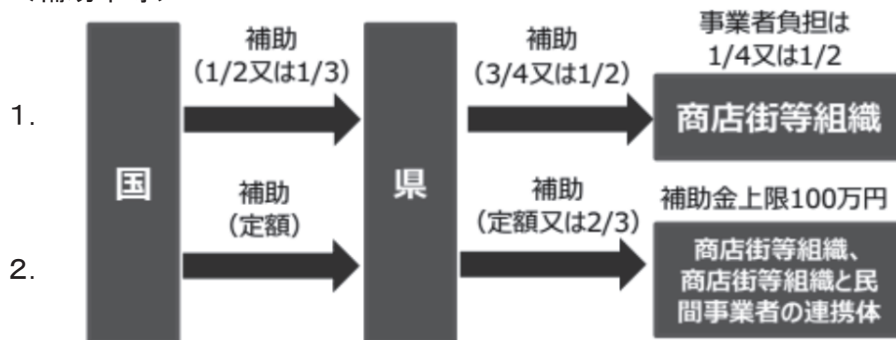 補助
(1/2又は1/3)
補助
(3/4又は1/2)
事業者負担は
1/4又は1/2
1.
商店街等組織
国
県
補助
(定額)
補助
(定額又は2/3)
補助金上限100万円
2.
商店街等組織、
商店街等組織と民
間事業者の連携体